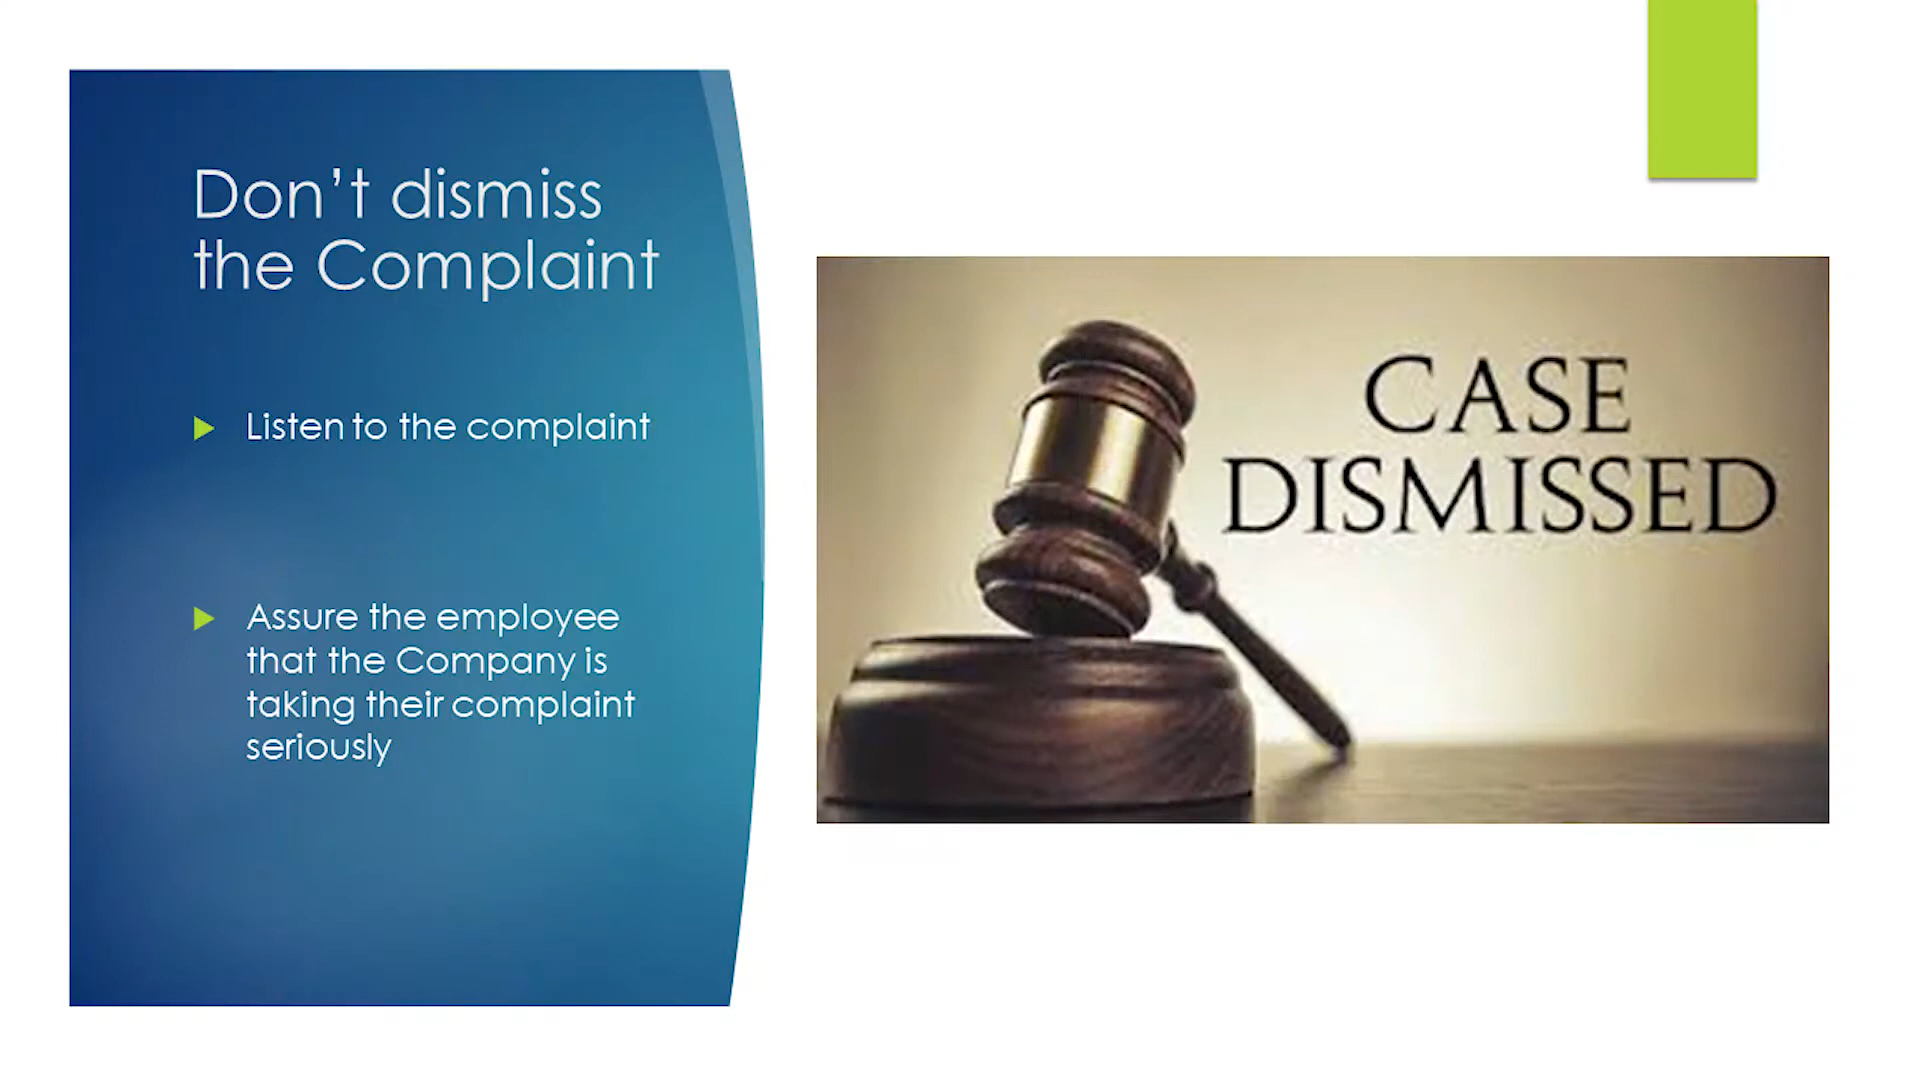 Don’t dismiss
the Complaint
Listen to the complaint
Assure the employee
that the Company is
taking their complaint
seriously
CASE
DISMISSED